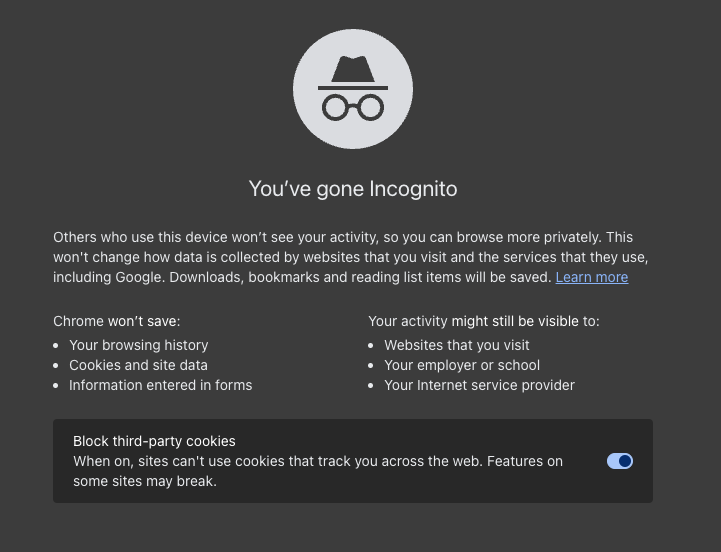 You’ve gone Incognito
Others who use this device won’t see your activity, so you can browse more privately. This
won't change how data is collected by websites that you visit and the services that they use,
including Google. Downloads, bookmarks and reading list items will be saved. Learn more
Chrome won’t save:
Your browsing history
Cookies and site data
Information entered in forms
Your activity might still be visible to:
Websites that you visit
Your employer or school
Your Internet service provider
Block third-party cookies
When on, sites can't use cookies that track you across the web. Features on
some sites may break.